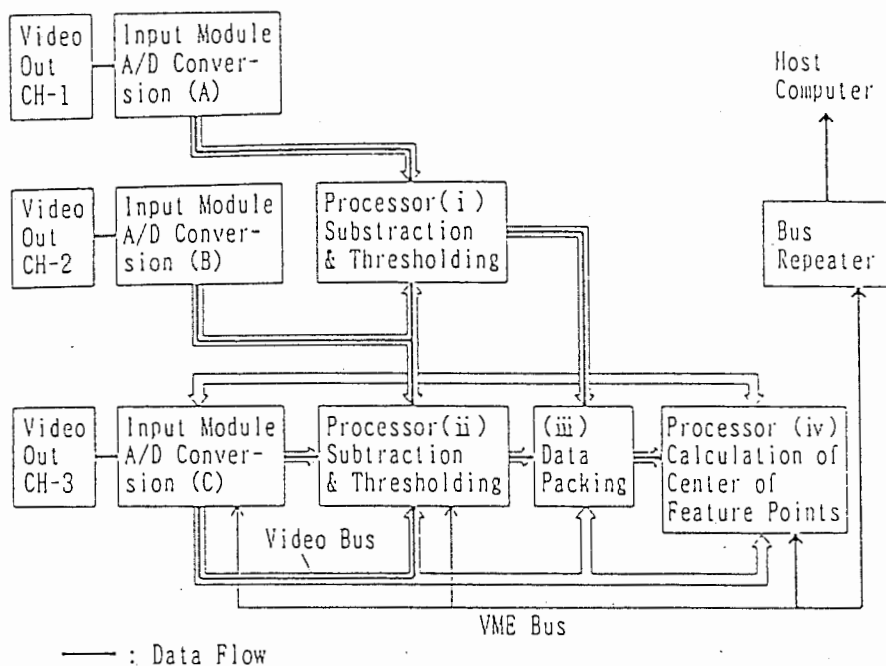 Video
Out
CH-1
Input Module
A/D Conver-
sion (A)
Host
Computer
Video
Out
CH-2
Input Module
A/D Conver-
sion (B)
Processor(i)
Substraction
& Thresholding
Bus
Repeater
Video
Out
CH-3
Input Module
A/D Conver-
sion (C)
Processor(ii)
Subtraction
& Thresholding
(iii)
Data
Packing
Processor (iv)
Calculation of
Center of
Feature Points
Video Bus
VME Bus
: Data Flow